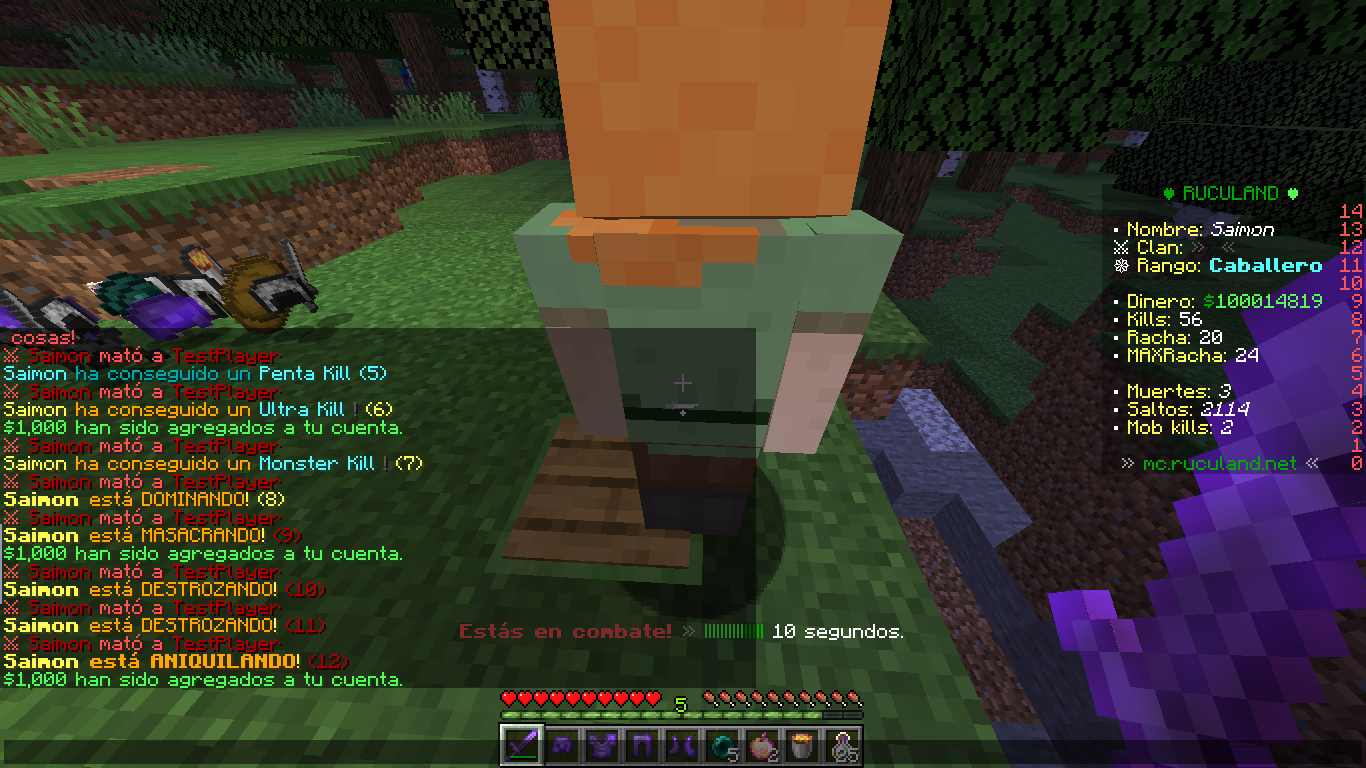 cosas!
⚔ Saimon mató a TestPlayer
Saimon ha conseguido un Penta Kill (5)
⚔ Saimon mató a TestPlayer
Saimon ha conseguido un Ultra Kill ! (6)
$1,000 han sido agregados a tu cuenta.
⚔ Saimon mató a TestPlayer
Saimon ha conseguido un Monster Kill ! (7)
⚔ Saimon mató a TestPlayer
Saimon está DOMINANDO! (8)
⚔ Saimon mató a TestPlayer
Saimon está MASACRANDO! (9)
$1,000 han sido agregados a tu cuenta.
⚔ Saimon mató a TestPlayer
Saimon está DESTROZANDO! (10)
⚔ Saimon mató a TestPlayer
Saimon está DESTROZANDO! (11)
⚔ Saimon mató a TestPlayer
Saimon está ANIQUILANDO! (12)
$1,000 han sido agregados a tu cuenta.
Estás en combate! » ||||||||||||||| 10 segundos.
5
5 2 25
♥ RUCULAND ♥
14
• Nombre: Saimon 13
⚔ Clan: » « 12
❆ Rango: Caballero 11
10
• Dinero: $100014819 9
• Kills: 56 8
• Racha: 20 7
• MAXRacha: 24 6
5
• Muertes: 3 4
• Saltos: 2114 3
• Mob kills: 2 2
1
» mc.ruculand.net « 0